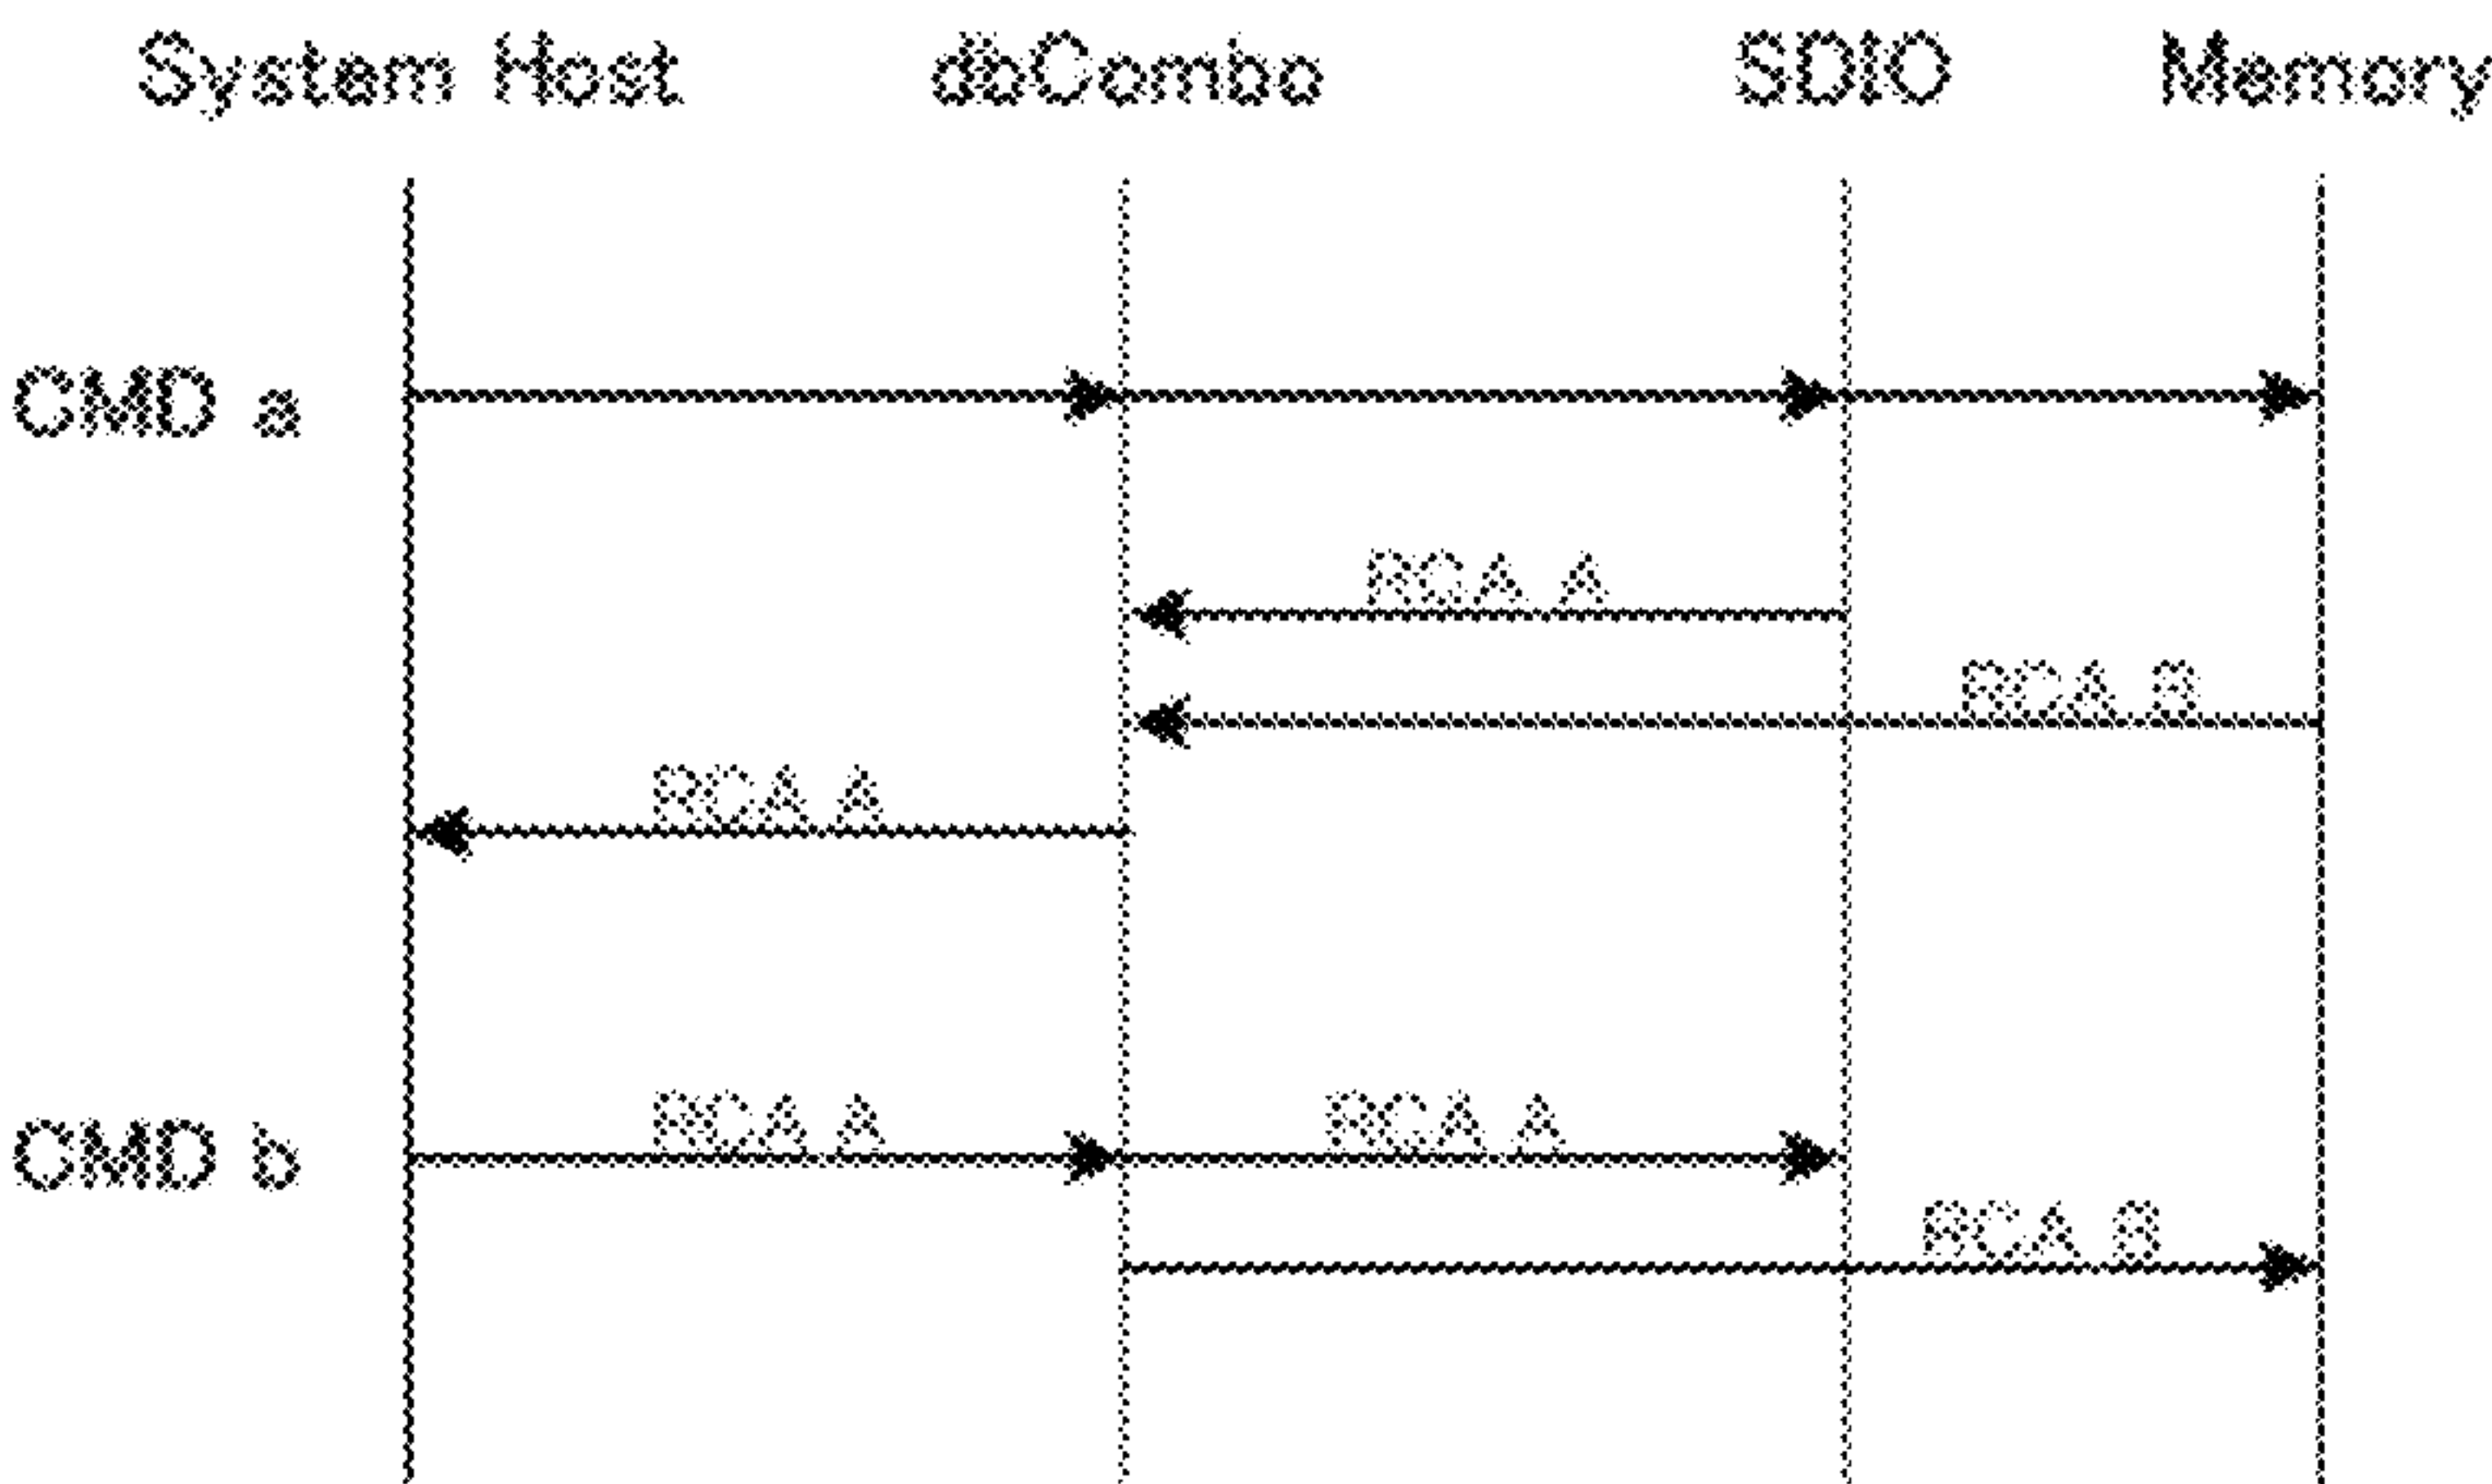 System Host dbCombo SDIO Memory
CMD a
RCA A
RCA B
RCA A
CMD b RCA A RCA A
RCA B